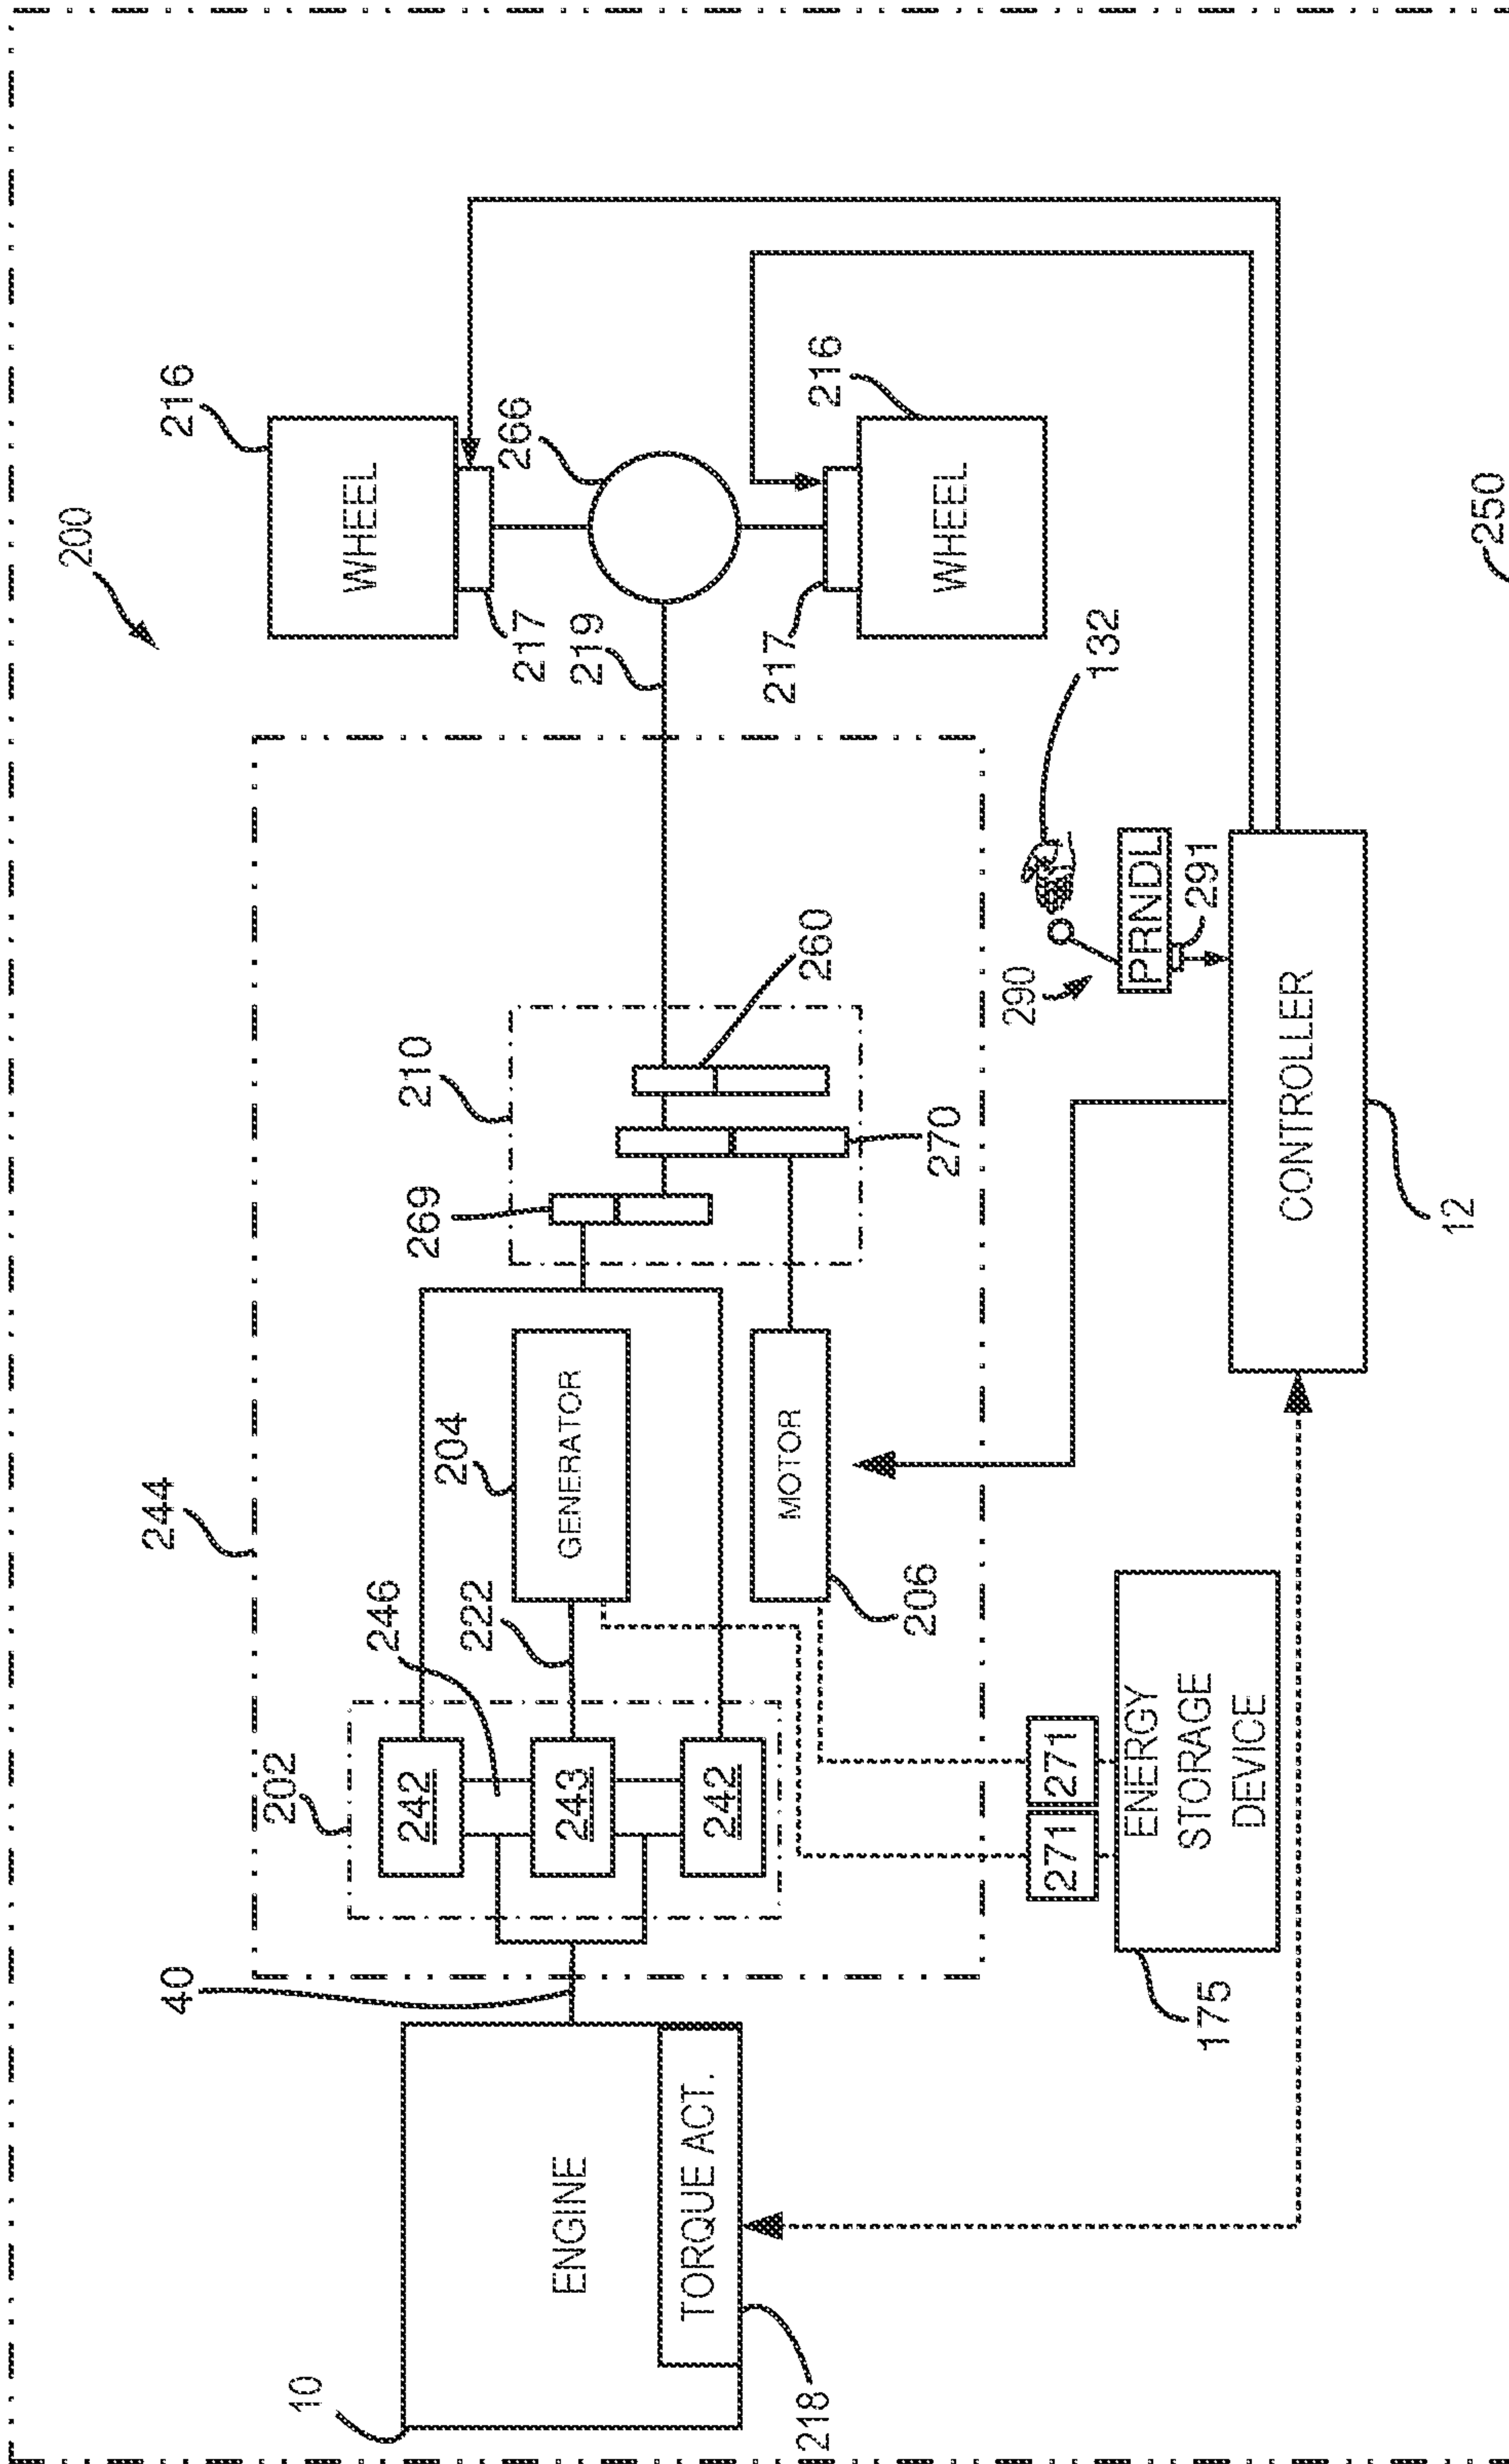 200
216
WHEEL
217
266
219
217
216
WHEEL
244
210
269
260
270
204
GENERATOR
246
222
202
242
243
242
MOTOR
206
40
10
ENGINE
TORQUE ACT.
218
132
290
PRNDL
291
CONTROLLER
12
271
271
ENERGY
STORAGE
DEVICE
175
250